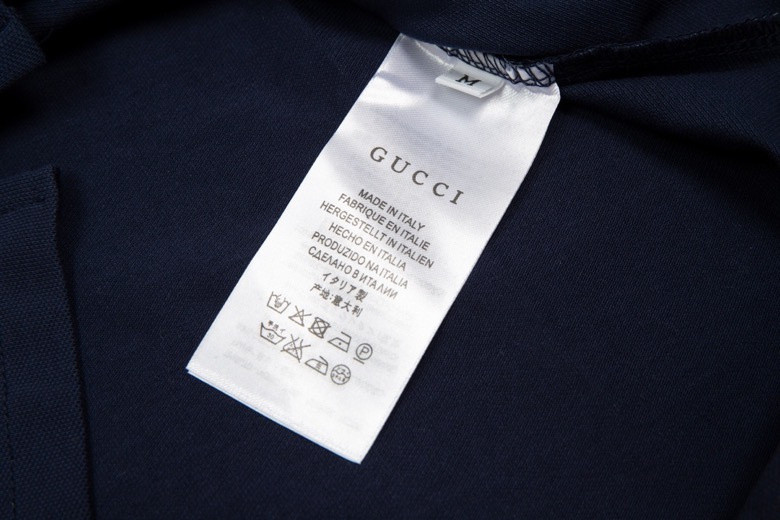 M
GUCCI
MADE IN ITALY
FABRIQUE EN ITALIE
HERGESTELLT IN ITALIEN
HECHO EN ITALIA
PRODUZIDO NA ITALIA
СДЕЛАНО В ИТАЛИИ
イタリア製
产地:意大利
P